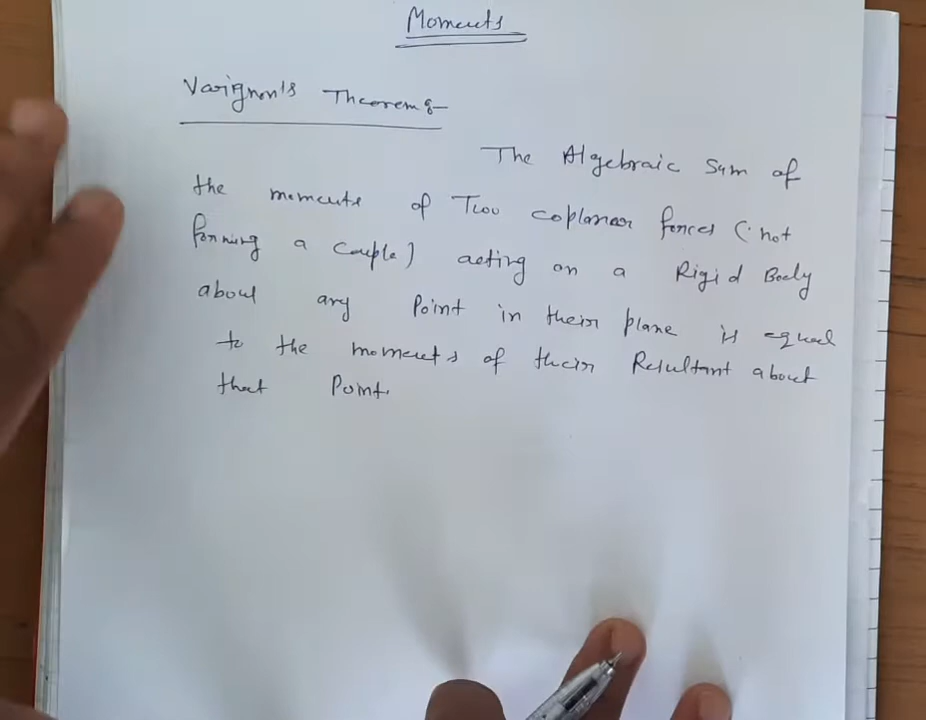 Moments
Varignon's Theorem :-
The Algebraic Sum of
the moments of Two coplanar forces (not
forming a couple) acting on a Rigid Body
about any Point in their plane is equal
to the moments of their Resultant about
that Point.